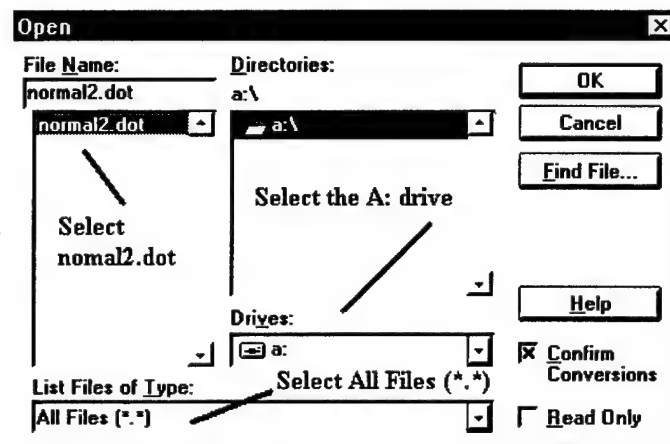 Open
File Name:
normal2.dot
normal2.dot
Select
nomal2.dot
List Files of Type:
All Files (*.*)
Directories:
a:\
a:\
Select the A: drive
Drives:
a:
Select All Files (*.*)
OK
Cancel
Find File...
Help
Confirm
Conversions
Read Only